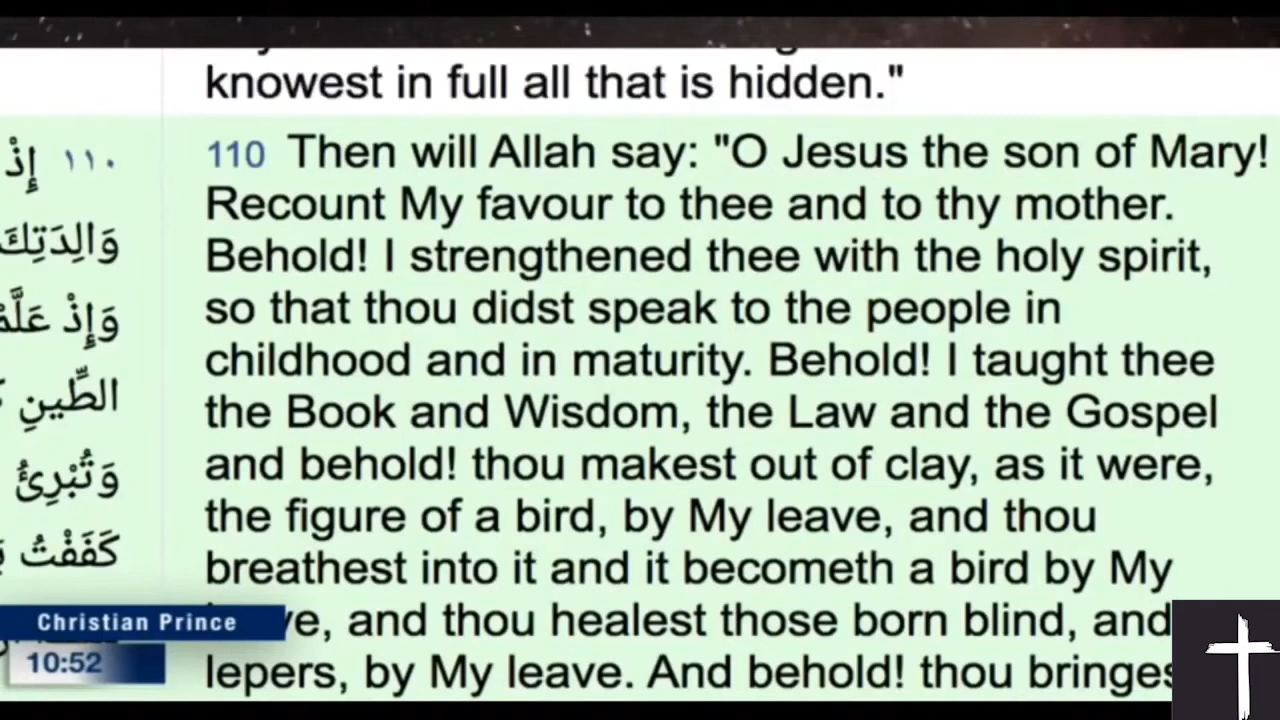 knowest in full all that is hidden."
110 Then will Allah say: "O Jesus the son of Mary!
Recount My favour to thee and to thy mother.
Behold! I strengthened thee with the holy spirit,
so that thou didst speak to the people in
childhood and in maturity. Behold! I taught thee
the Book and Wisdom, the Law and the Gospel
and behold! thou makest out of clay, as it were,
the figure of a bird, by My leave, and thou
breathest into it and it becometh a bird by My
and thou healest those born blind, and
lepers, by My leave. And behold! thou bringes
١١٠ إِذْ
وَالِدَتِكَ
وَإِذْ عَلَّمْ
الطِّينِ
وَتُبْرِئُ
كَفَفْتُ
Christian Prince
10:52